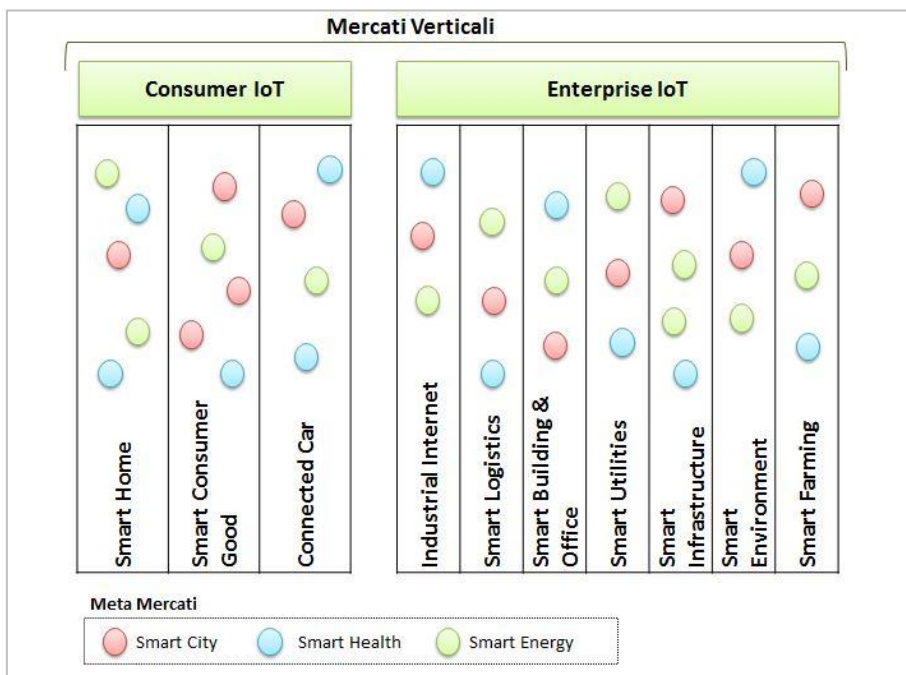 Mercati Verticali
Consumer IoT
Enterprise IoT
Smart Home
Smart Consumer
Good
Connected Car
Industrial Internet
Smart Logistics
Smart Building &
Office
Smart Utilities
Smart
Infrastructure
Smart
Environment
Smart Farming
Meta Mercati
Smart City
Smart Health
Smart Energy